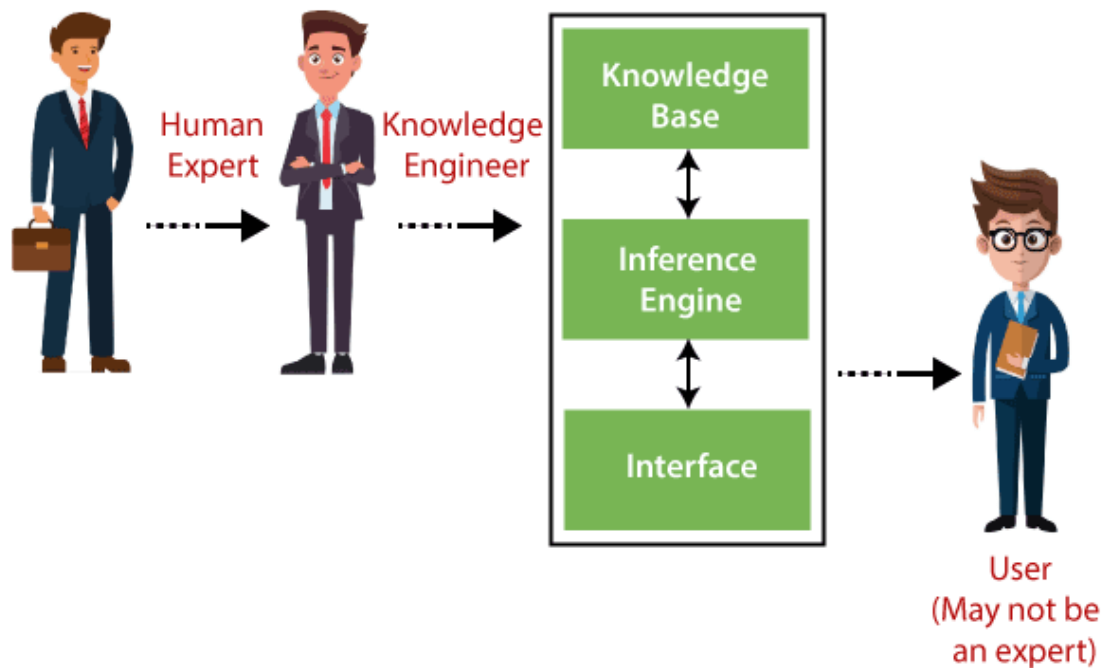 Human
Expert
Knowledge
Engineer
Knowledge
Base
Inference
Engine
Interface
User
(May not be
an expert)